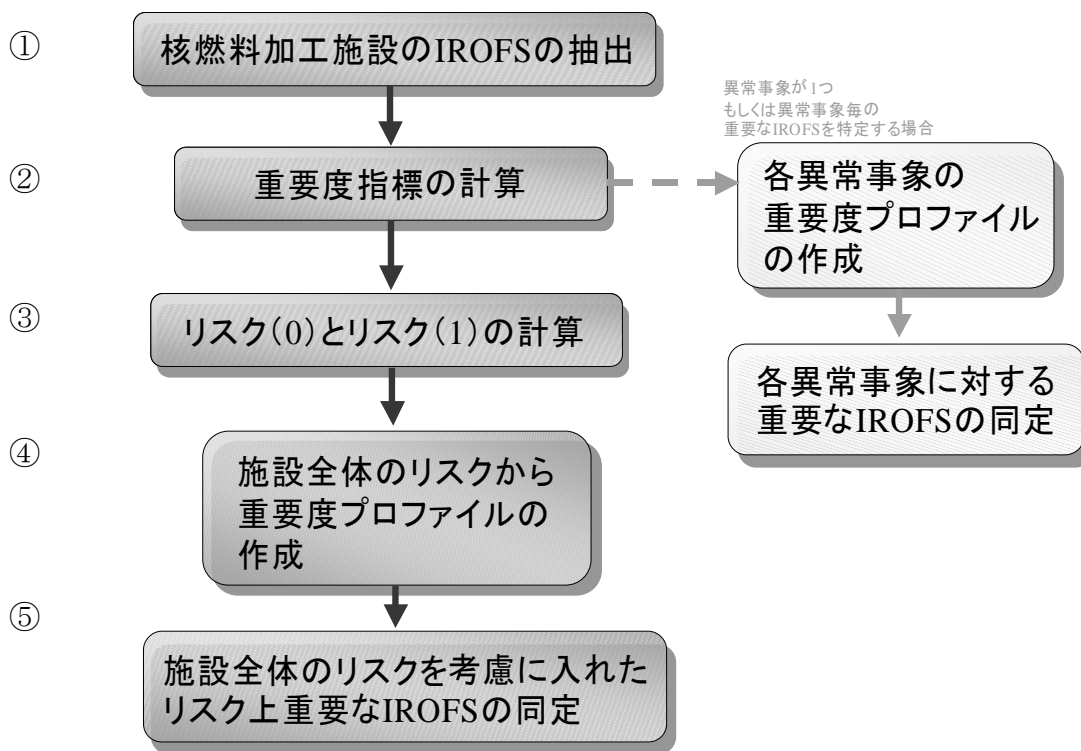 ①
核燃料加工施設のIROFSの抽出
異常事象が1つ
もしくは異常事象毎の
重要なIROFSを特定する場合
②
重要度指標の計算
各異常事象の
重要度プロファイル
の作成
③
リスク(0)とリスク(1)の計算
各異常事象に対する
重要なIROFSの同定
④
施設全体のリスクから
重要度プロファイルの
作成
⑤
施設全体のリスクを考慮に入れた
リスク上重要なIROFSの同定